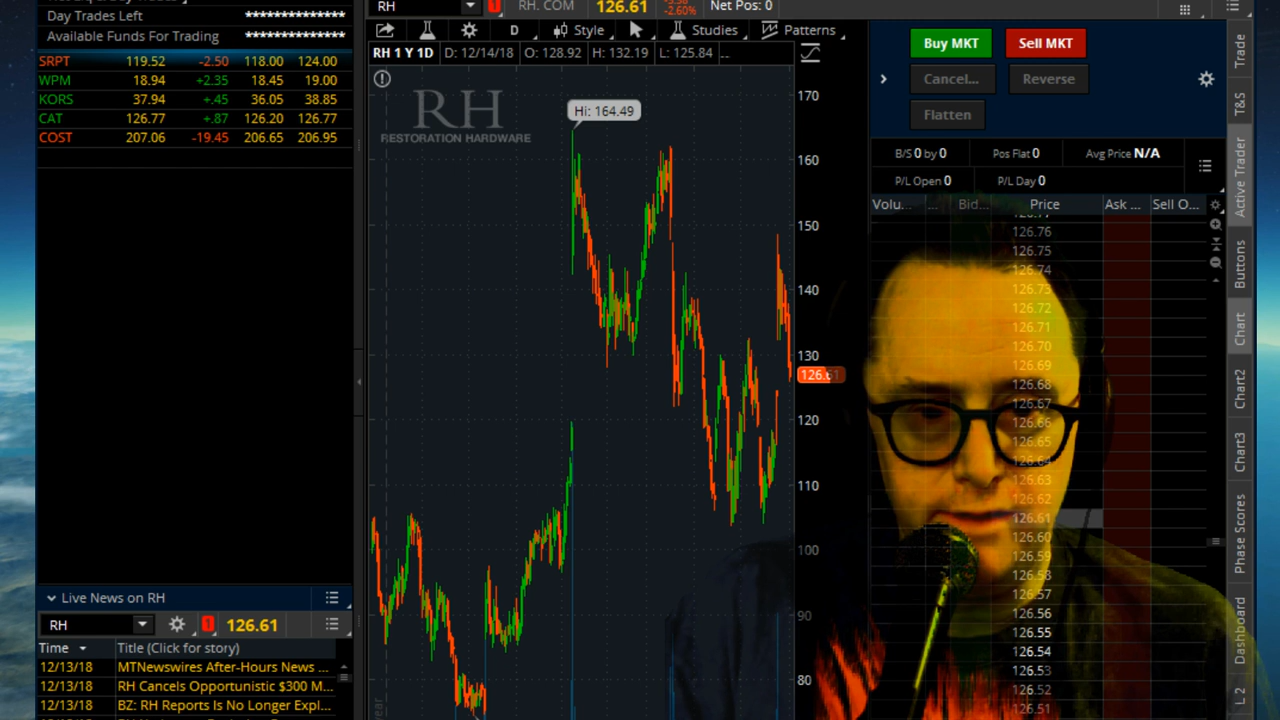 Day Trades Left ***************
Available Funds For Trading ***************
SRPT 119.52 -2.50 118.00 124.00
WPM 18.94 +2.35 18.45 19.00
KORS 37.94 +.45 36.05 38.85
CAT 126.77 +.87 126.20 126.77
COST 207.06 -19.45 206.65 206.95
Live News on RH
RH 1 126.61
Time Title (Click for story)
12/13/18 MTNewswires After-Hours News ...
12/13/18 RH Cancels Opportunistic $300 M...
12/13/18 BZ: RH Reports Is No Longer Expl...
RH 1 RH. COM 126.61 -2.60% Net Pos: 0
D Style Studies Patterns
RH 1 Y 1D D: 12/14/18 O: 128.92 H: 132.19 L: 125.84 ...
RH
RESTORATION HARDWARE
Hi: 164.49
170
160
150
140
130
126.61
120
110
100
90
80
Buy MKT Sell MKT
Cancel... Reverse
Flatten
B/S 0 by 0 Pos Flat 0 Avg Price N/A
P/L Open 0 P/L Day 0
Volu... ... Bid... Price Ask ... Sell O...
126.76
126.75
126.74
126.73
126.72
126.71
126.70
126.69
126.68
126.67
126.66
126.65
126.64
126.63
126.62
126.61
126.60
126.59
126.58
126.57
126.56
126.55
126.54
126.53
126.52
126.51
Trade
T&S
Active Trader
Buttons
Chart
Chart2
Chart3
Phase Scores
Dashboard
L 2